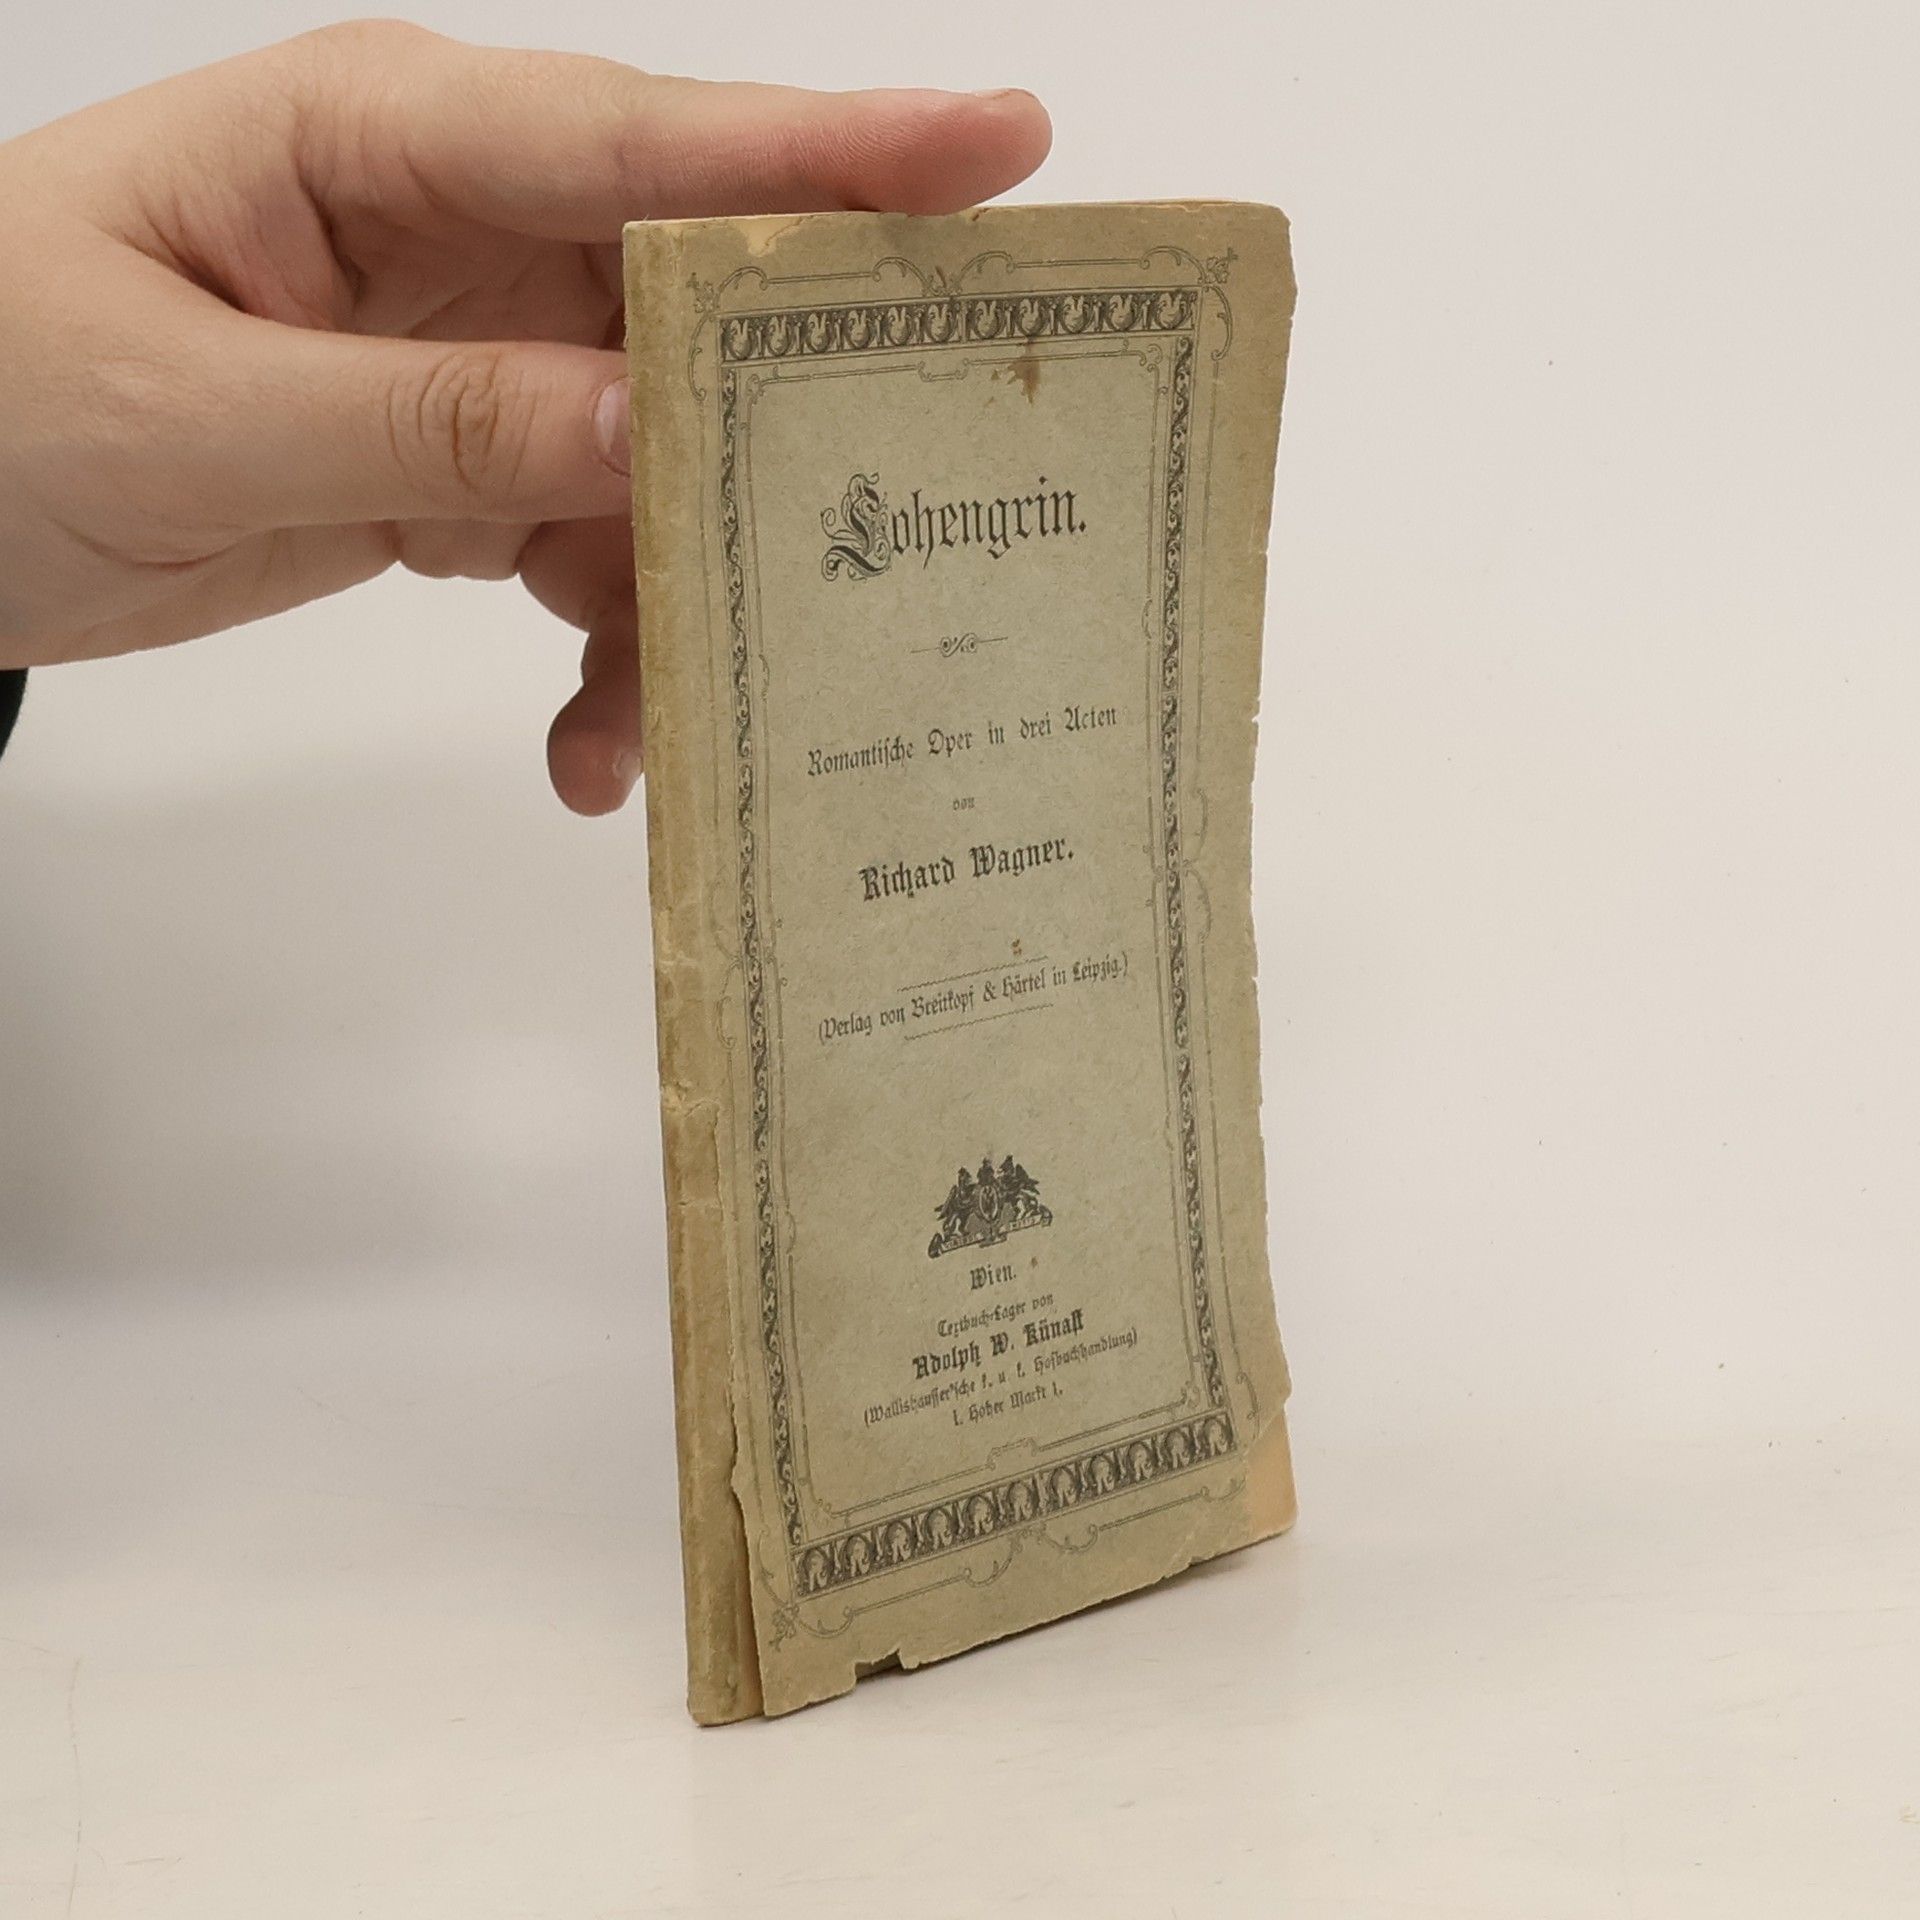 Lohengrin.
Romantische Oper in drei Acten
von
Richard Wagner.
(Verlag von Breitkopf & Härtel in Leipzig.)
Wien.
Textbuch-Lager von
Adolph W. Künast
(Wallishausser'sche k. u. k. Hofbuchhandlung)
I. Hoher Markt 1.